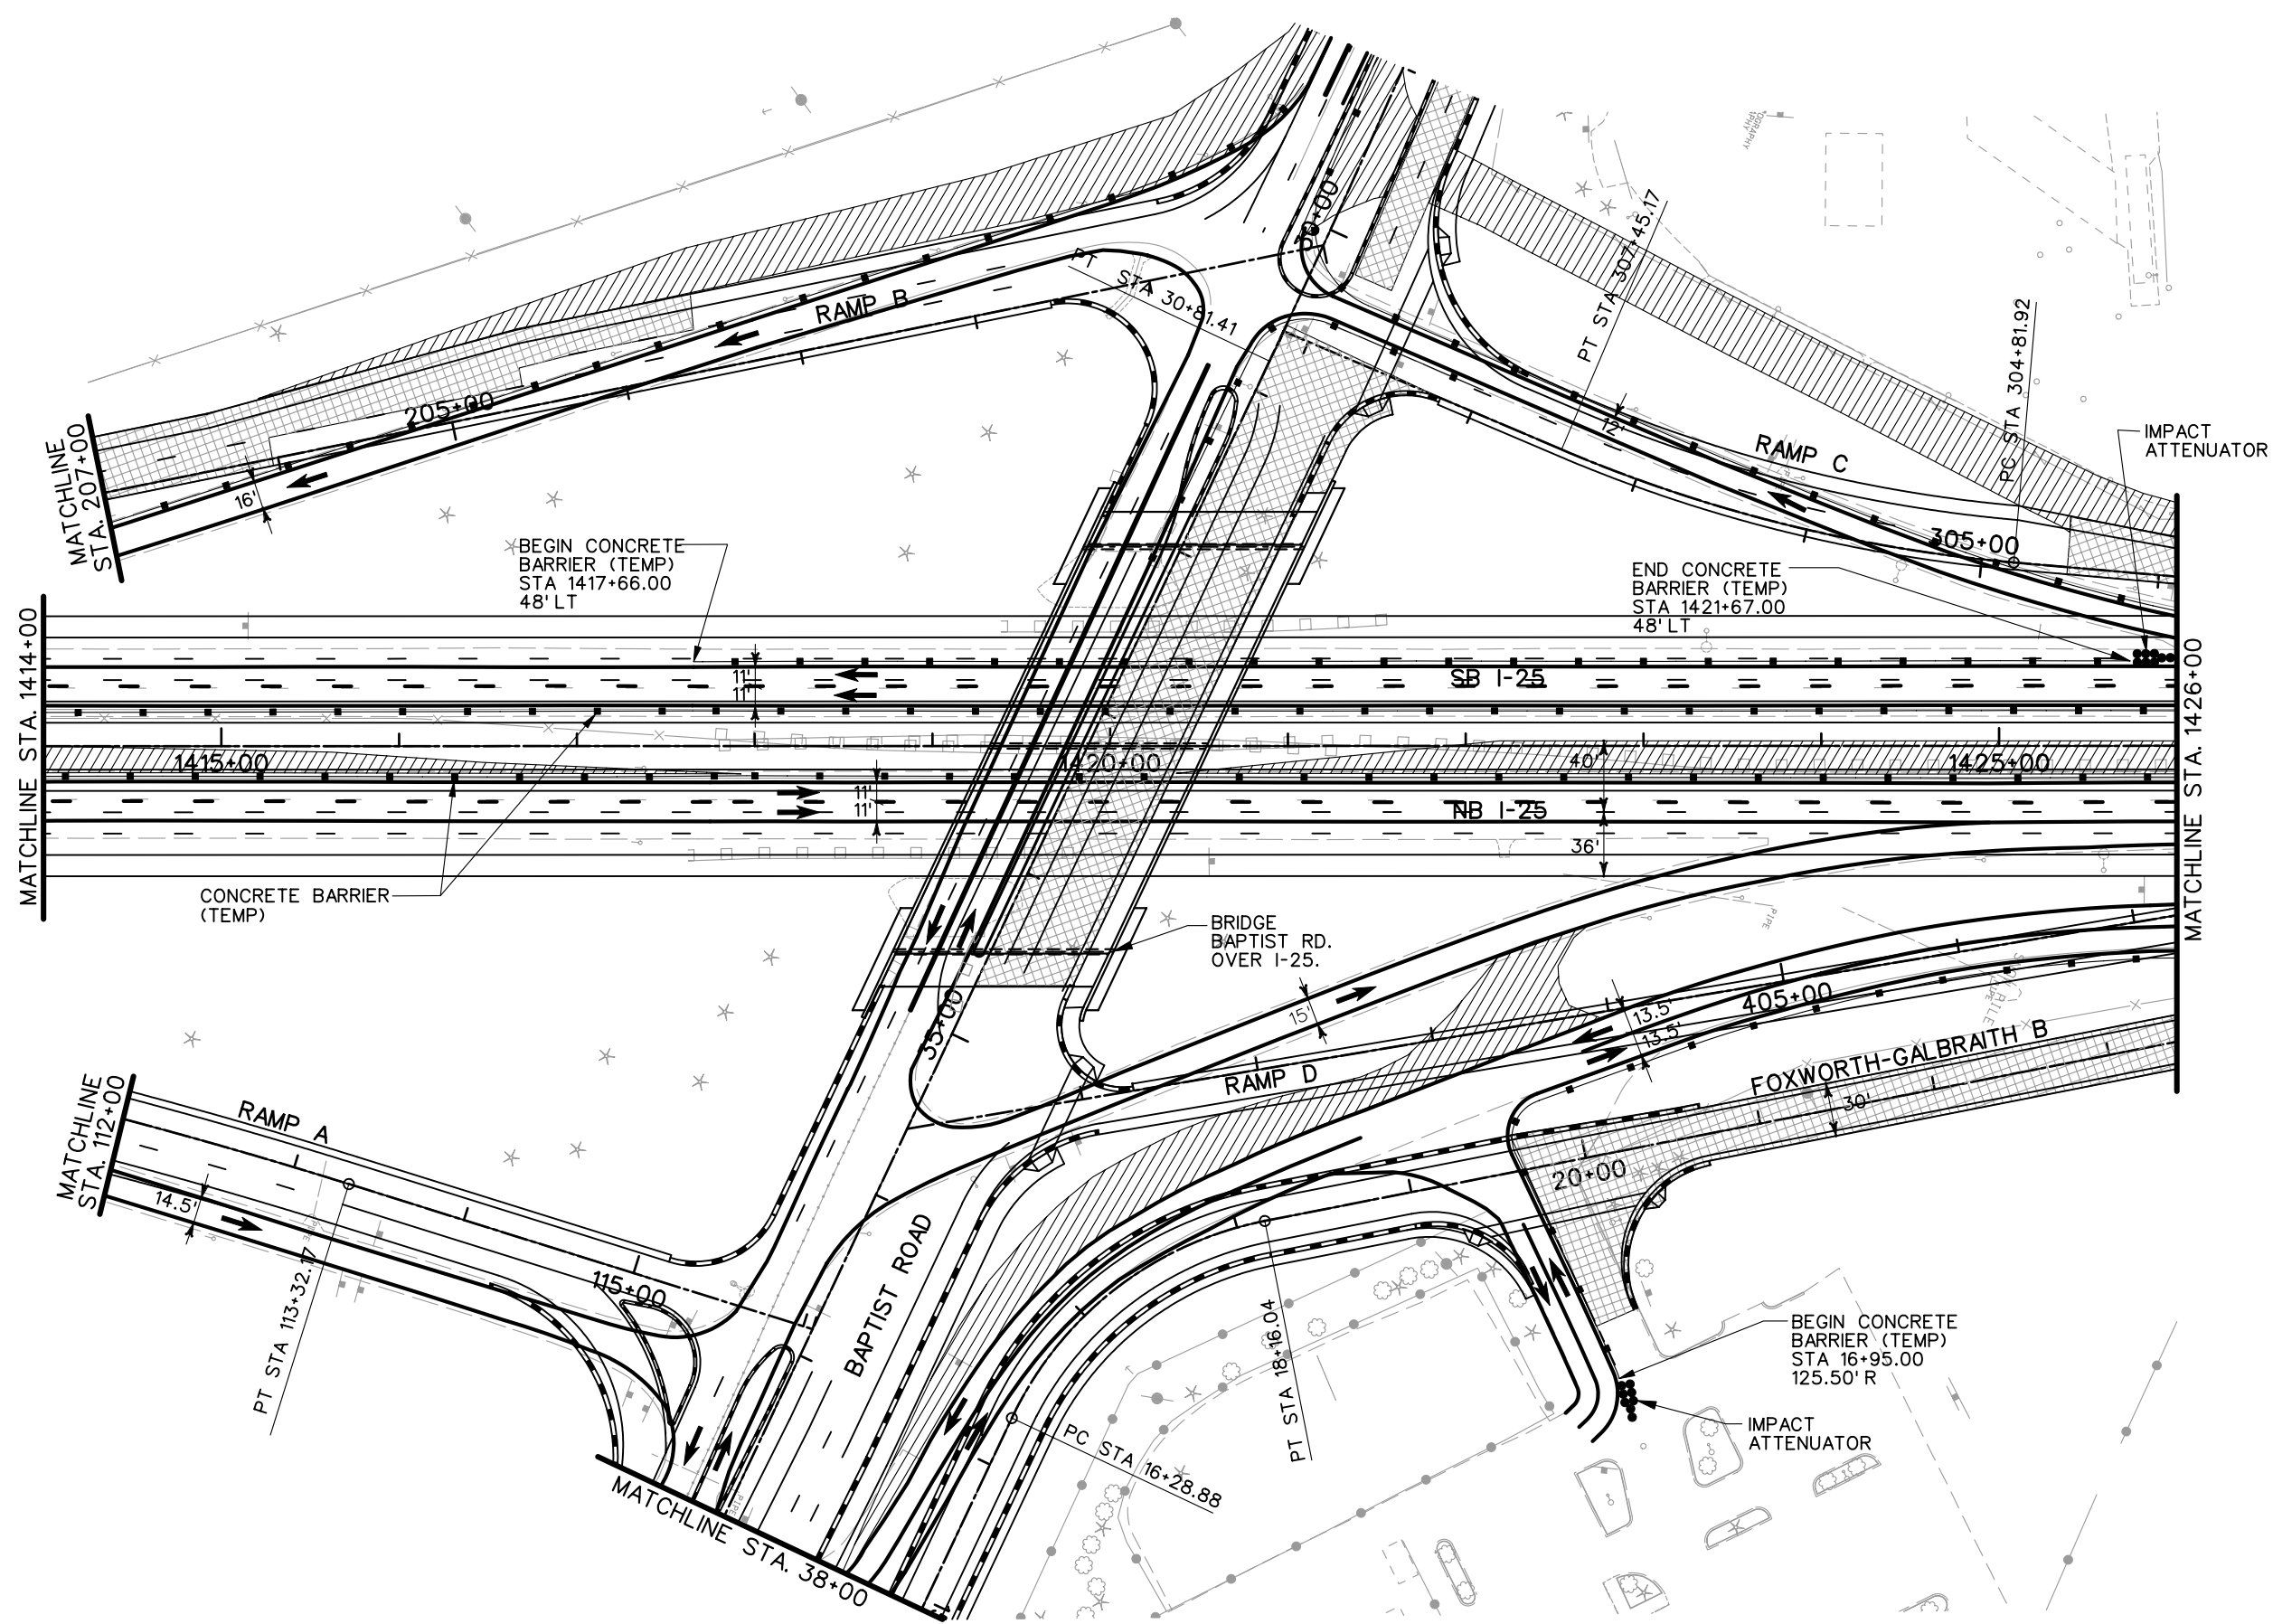 OGRAPHY
PHY
30+00
PT STA 307+45.17
PT STA 30+81.41
RAMP B
PC STA 304+81.92
12'
RAMP C
IMPACT
ATTENUATOR
205+00
MATCHLINE
STA. 207+00
16'
305+00
BEGIN CONCRETE
BARRIER (TEMP)
STA 1417+66.00
48' LT
END CONCRETE
BARRIER (TEMP)
STA 1421+67.00
48' LT
MATCHLINE STA. 1414+00
MATCHLINE STA. 1426+00
11'
11'
SB I-25
1415+00
1420+00
1425+00
40'
11'
11'
NB I-25
36'
CONCRETE BARRIER
(TEMP)
PIPE
BRIDGE
BAPTIST RD.
OVER I-25.
35+00
15'
13.5'
13.5'
405+00
PIPE
RAMP D
FOXWORTH-GALBRAITH B
30'
MATCHLINE
STA. 112+00
RAMP A
14.5'
20+00
PIPE
115+00
PT STA 113+32.17
BAPTIST ROAD
PT STA 18+16.04
BEGIN CONCRETE
BARRIER (TEMP)
STA 16+95.00
125.50' R
IMPACT
ATTENUATOR
PC STA 16+28.88
PIPE
MATCHLINE STA. 38+00